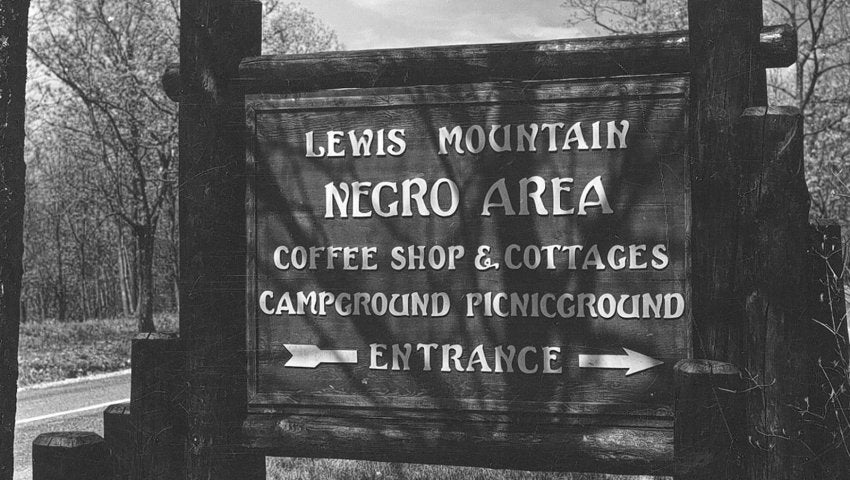 LEWIS MOUNTAIN
NEGRO AREA
COFFEE SHOP & COTTAGES
CAMPGROUND PICNICGROUND
ENTRANCE